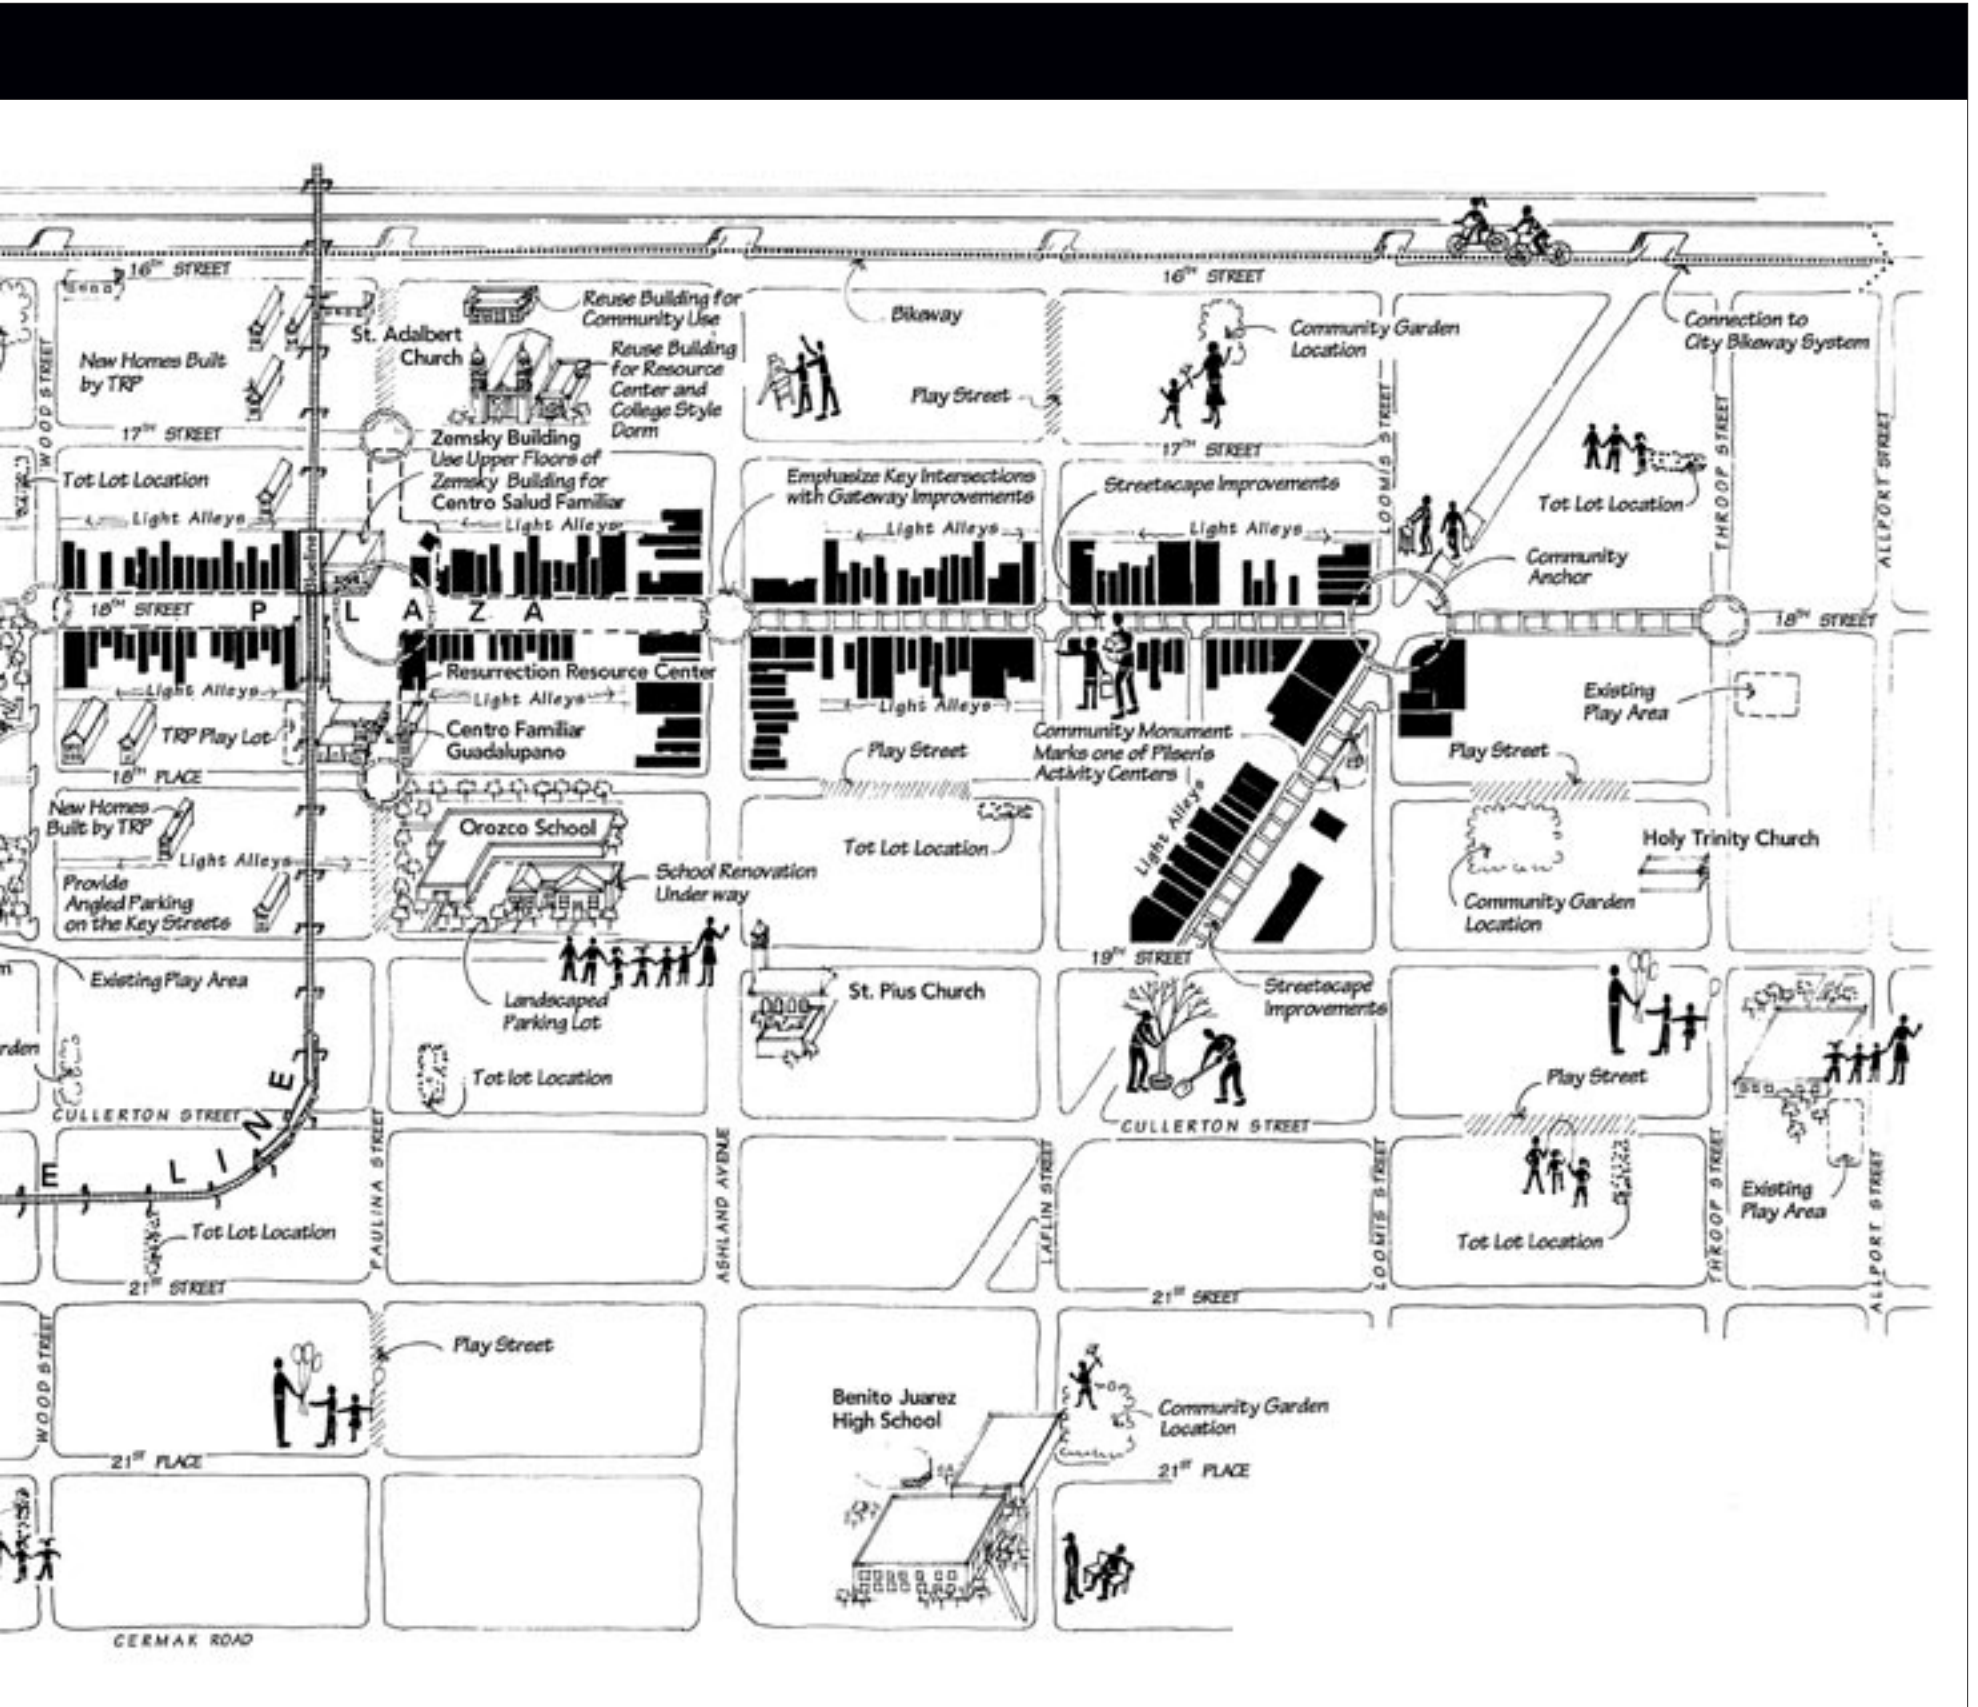 16TH STREET
16TH STREET
Reuse Building for
Community Use
Bikeway
Community Garden
Location
Connection to
City Bikeway System
St. Adalbert
Church
New Homes Built
by TRP
Reuse Building
for Resource
Center and
College Style
Dorm
Play Street
WOOD STREET
17TH STREET
17TH STREET
LOOMIS STREET
THROOP STREET
ALLPORT STREET
Zemsky Building
Use Upper Floors of
Zemsky Building for
Centro Salud Familiar
Tot Lot Location
Emphasize Key Intersections
with Gateway Improvements
Streetscape Improvements
Tot Lot Location
Light Alleys
Light Alleys
Light Alleys
Light Alleys
Blueline
Community
Anchor
18TH STREET
P L A Z A
18TH STREET
Resurrection Resource Center
Light Alleys
Light Alleys
Light Alleys
Existing
Play Area
TRP Play Lot
Centro Familiar
Guadalupano
Play Street
Community Monument
Marks one of Pilsen's
Activity Centers
Play Street
18TH PLACE
New Homes
Built by TRP
Orozco School
Tot Lot Location
Light Alleys
Holy Trinity Church
Light Alleys
Provide
Angled Parking
on the Key Streets
School Renovation
Under way
Community Garden
Location
19TH STREET
m
Existing Play Area
Landscaped
Parking Lot
St. Pius Church
Streetscape
Improvements
rden
Tot lot Location
Play Street
CULLERTON STREET
CULLERTON STREET
E LINE
PAULINA STREET
ASHLAND AVENUE
LAFLIN STREET
LOOMIS STREET
THROOP STREET
ALLPORT STREET
Existing
Play Area
Tot Lot Location
Tot Lot Location
21ST STREET
21ST SREET
WOOD STREET
Play Street
Benito Juarez
High School
Community Garden
Location
21ST PLACE
21ST PLACE
CERMAK ROAD